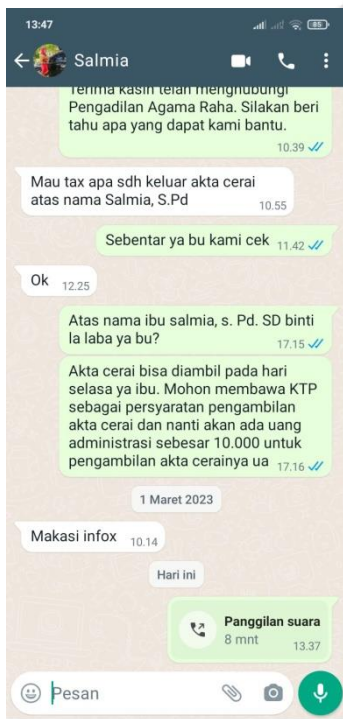 13:47
85
Salmia
Terima kasih telah menghubungi
Pengadilan Agama Raha. Silakan beri
tahu apa yang dapat kami bantu.
10.39
Mau tax apa sdh keluar akta cerai
atas nama Salmia, S.Pd
10.55
Sebentar ya bu kami cek 11.42
Ok 12.25
Atas nama ibu salmia, s. Pd. SD binti
la laba ya bu?
17.15
Akta cerai bisa diambil pada hari
selasa ya ibu. Mohon membawa KTP
sebagai persyaratan pengambilan
akta cerai dan nanti akan ada uang
administrasi sebesar 10.000 untuk
pengambilan akta cerainya ua 17.16
1 Maret 2023
Makasi infox 10.14
Hari ini
Panggilan suara
8 mnt 13.37
Pesan